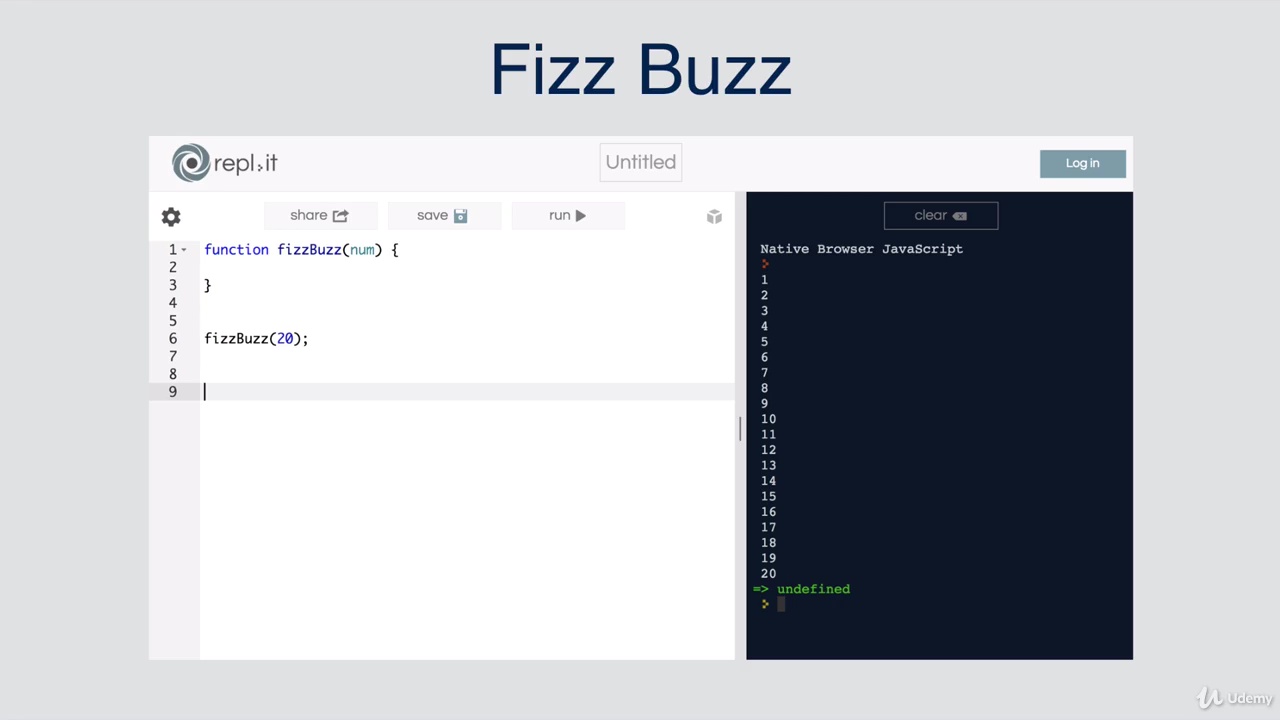 Fizz Buzz
repl.it
Untitled
Log in
share
save
run
clear
1 function fizzBuzz(num) {
2
3 }
4
5
6 fizzBuzz(20);
7
8
9
Native Browser JavaScript
1
2
3
4
5
6
7
8
9
10
11
12
13
14
15
16
17
18
19
20
=> undefined
Udemy